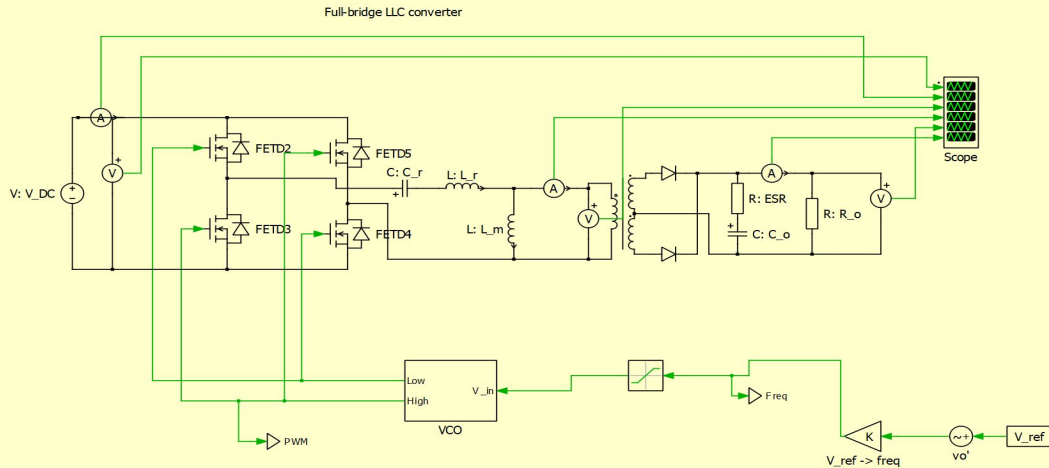 Full-bridge LLC converter
A
V
V: V_DC
FETD2
FETD5
FETD3
FETD4
C: C_r
L: L_r
L: L_m
A
V
R: ESR
C: C_o
A
R: R_o
V
Scope
Low
High
V_in
VCO
PWM
Freq
K
V_ref -> freq
vo'
V_ref